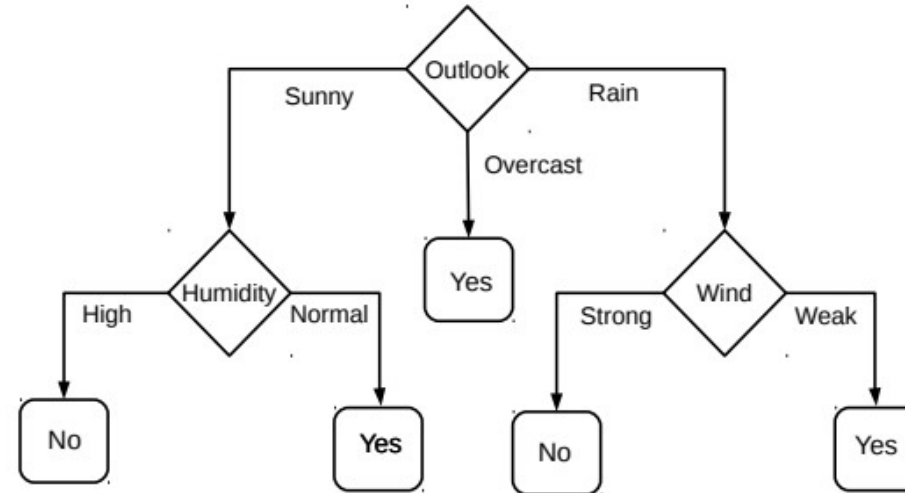 Outlook
Sunny
Rain
Overcast
Humidity
Yes
Wind
High
Normal
Strong
Weak
No
Yes
No
Yes